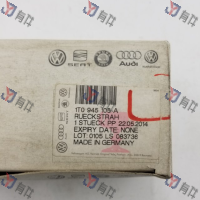 SEAT
Audi
1T0 945 105 A
RUECKSTRAH
1 STUECK PP 22.05.2014
EXPIRY DATE: NONE
LOT: 0105 LS 083736
MADE IN GERMANY